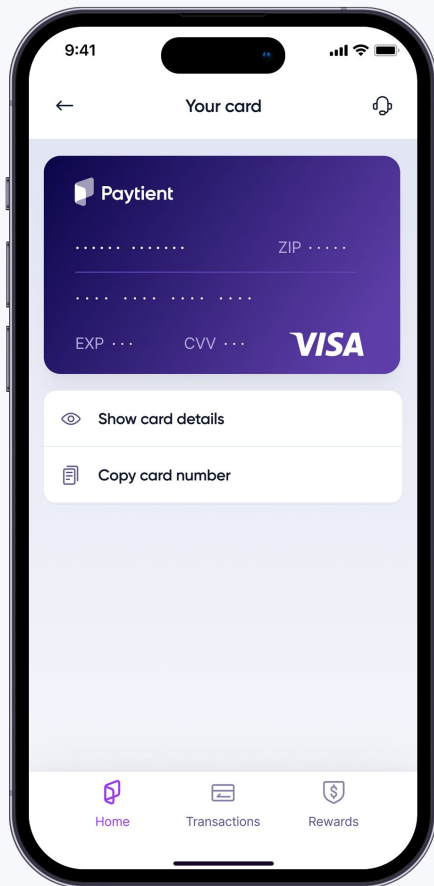 9:41
Your card
Paytient
······ ······· ZIP ·····
···· ···· ···· ····
EXP ··· CVV ··· VISA
Show card details
Copy card number
Home Transactions Rewards